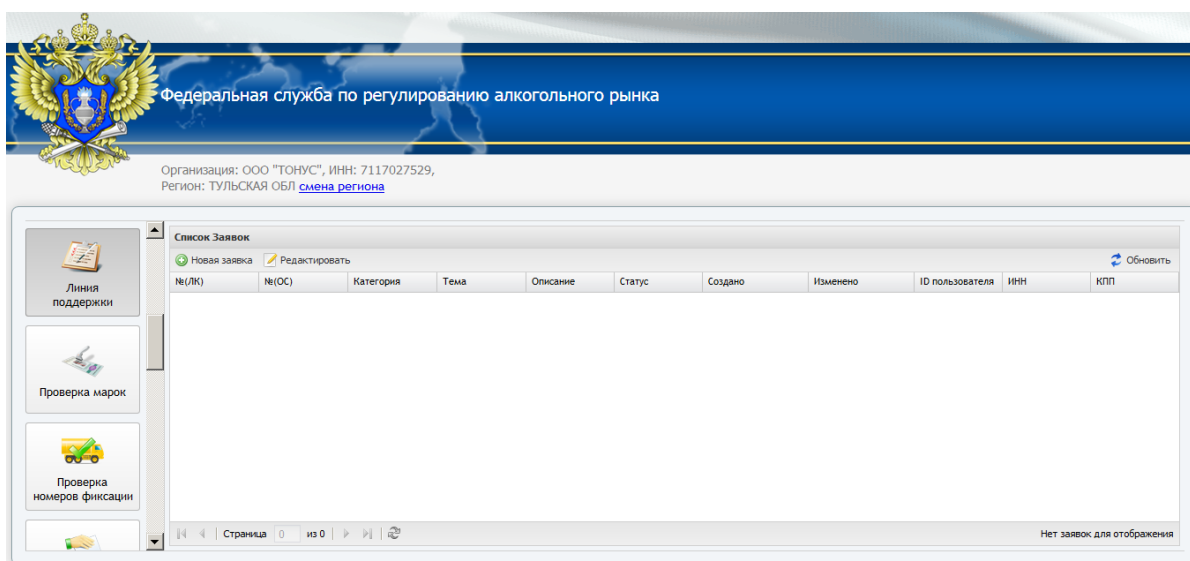 Федеральная служба по регулированию алкогольного рынка
Организация: ООО "ТОНУС", ИНН: 7117027529,
Регион: ТУЛЬСКАЯ ОБЛ смена региона
Линия
поддержки
Проверка марок
Проверка
номеров фиксации
Список Заявок
Новая заявка Редактировать Обновить
№(ЛК) №(ОС) Категория Тема Описание Статус Создано Изменено ID пользователя ИНН КПП
Страница 0 из 0 Нет заявок для отображения